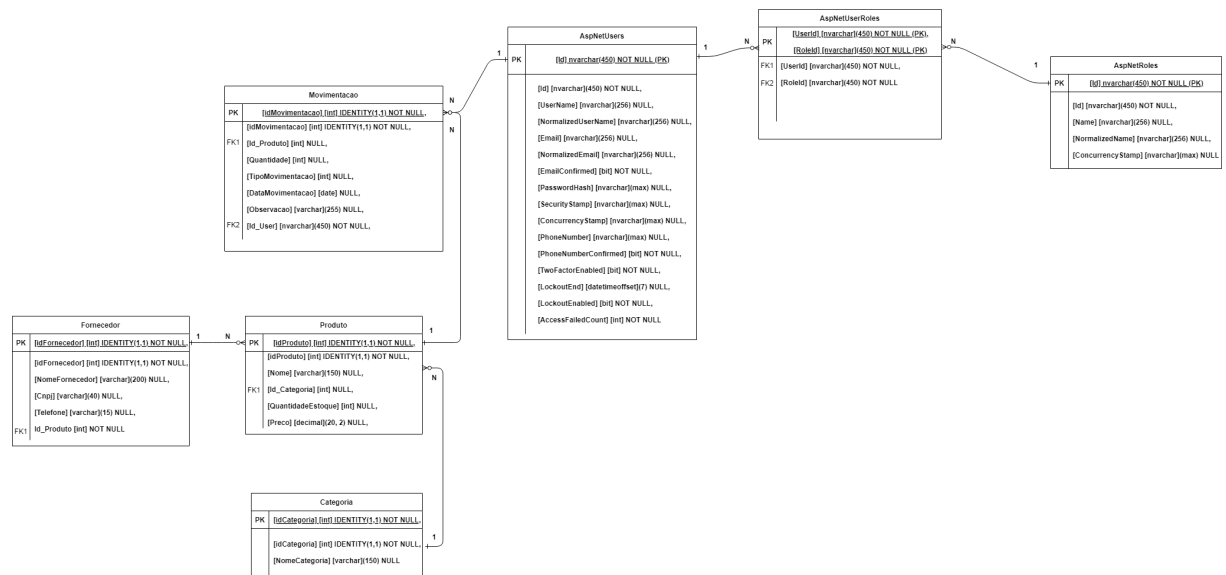 AspNetUserRoles
PK
[UserId] [nvarchar](450) NOT NULL (PK),
[RoleId] [nvarchar](450) NOT NULL (PK)
FK1
[UserId] [nvarchar](450) NOT NULL,
FK2
[RoleId] [nvarchar](450) NOT NULL
N
N
1
AspNetRoles
PK
[Id] nvarchar(450) NOT NULL (PK)
[Id] [nvarchar](450) NOT NULL,
[Name] [nvarchar](256) NULL,
[NormalizedName] [nvarchar](256) NULL,
[ConcurrencyStamp] [nvarchar](max) NULL
AspNetUsers
1
1
PK
[Id] nvarchar(450) NOT NULL (PK)
[Id] [nvarchar](450) NOT NULL,
[UserName] [nvarchar](256) NULL,
[NormalizedUserName] [nvarchar](256) NULL,
[Email] [nvarchar](256) NULL,
[NormalizedEmail] [nvarchar](256) NULL,
[EmailConfirmed] [bit] NOT NULL,
[PasswordHash] [nvarchar](max) NULL,
[SecurityStamp] [nvarchar](max) NULL,
[ConcurrencyStamp] [nvarchar](max) NULL,
[PhoneNumber] [nvarchar](max) NULL,
[PhoneNumberConfirmed] [bit] NOT NULL,
[TwoFactorEnabled] [bit] NOT NULL,
[LockoutEnd] [datetimeoffset](7) NULL,
[LockoutEnabled] [bit] NOT NULL,
[AccessFailedCount] [int] NOT NULL
Movimentacao
N
N
PK
[idMovimentacao] [int] IDENTITY(1,1) NOT NULL,
[idMovimentacao] [int] IDENTITY(1,1) NOT NULL,
FK1
[Id_Produto] [int] NULL,
[Quantidade] [int] NULL,
[TipoMovimentacao] [int] NULL,
[DataMovimentacao] [date] NULL,
[Observacao] [varchar](255) NULL,
FK2
[Id_User] [nvarchar](450) NOT NULL,
Fornecedor
PK
[idFornecedor] [int] IDENTITY(1,1) NOT NULL,
[idFornecedor] [int] IDENTITY(1,1) NOT NULL,
[NomeFornecedor] [varchar](200) NULL,
[Cnpj] [varchar](40) NULL,
[Telefone] [varchar](15) NULL,
FK1
Id_Produto [int] NOT NULL
1
N
Produto
1
PK
[idProduto] [int] IDENTITY(1,1) NOT NULL,
[idProduto] [int] IDENTITY(1,1) NOT NULL,
[Nome] [varchar](150) NULL,
FK1
[Id_Categoria] [int] NULL,
[QuantidadeEstoque] [int] NULL,
[Preco] [decimal](20, 2) NULL,
N
Categoria
PK
[idCategoria] [int] IDENTITY(1,1) NOT NULL,
1
[idCategoria] [int] IDENTITY(1,1) NOT NULL,
[NomeCategoria] [varchar](150) NULL